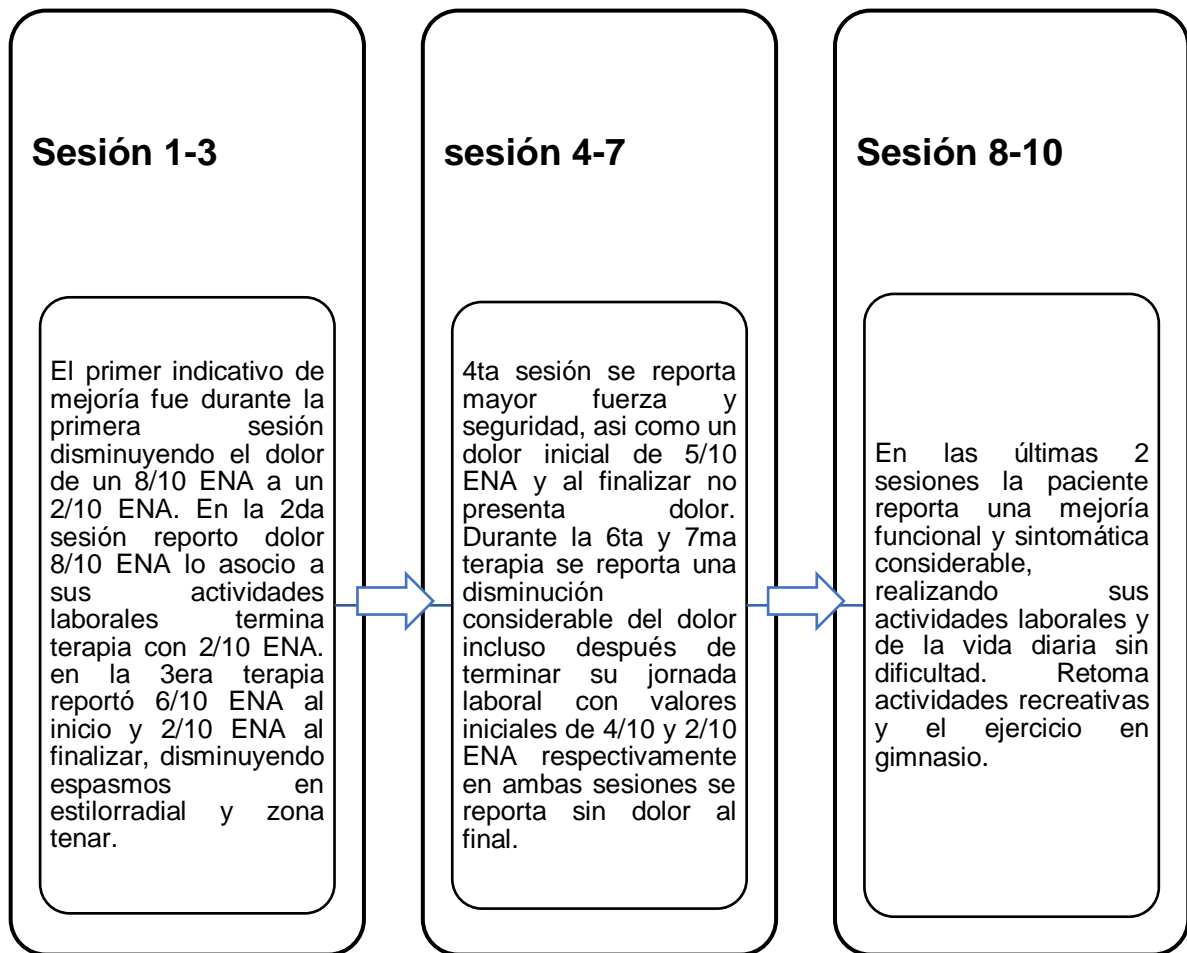 Sesión 1-3
El primer indicativo de
mejoría fue durante la
primera sesión
disminuyendo el dolor
de un 8/10 ENA a un
2/10 ENA. En la 2da
sesión reporto dolor
8/10 ENA lo asocio a
sus actividades
laborales termina
terapia con 2/10 ENA.
en la 3era terapia
reportó 6/10 ENA al
inicio y 2/10 ENA al
finalizar, disminuyendo
espasmos en
estilorradial y zona
tenar.
sesión 4-7
4ta sesión se reporta
mayor fuerza y
seguridad, asi como un
dolor inicial de 5/10
ENA y al finalizar no
presenta dolor.
Durante la 6ta y 7ma
terapia se reporta una
disminución
considerable del dolor
incluso después de
terminar su jornada
laboral con valores
iniciales de 4/10 y 2/10
ENA respectivamente
en ambas sesiones se
reporta sin dolor al
final.
Sesión 8-10
En las últimas 2
sesiones la paciente
reporta una mejoría
funcional y sintomática
considerable,
realizando sus
actividades laborales y
de la vida diaria sin
dificultad. Retoma
actividades recreativas
y el ejercicio en
gimnasio.